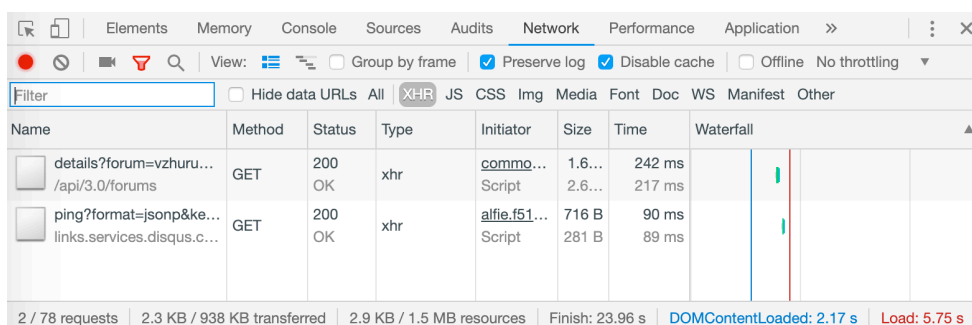 Elements Memory Console Sources Audits Network Performance Application »
View: Group by frame Preserve log Disable cache Offline No throttling
Filter Hide data URLs All XHR JS CSS Img Media Font Doc WS Manifest Other
Name Method Status Type Initiator Size Time Waterfall
details?forum=vzhuru... GET 200 xhr commo... 1.6... 242 ms
/api/3.0/forums OK Script 2.6... 217 ms
ping?format=jsonp&ke... GET 200 xhr alfie.f51... 716 B 90 ms
links.services.disqus.c... OK Script 281 B 89 ms
2 / 78 requests 2.3 KB / 938 KB transferred 2.9 KB / 1.5 MB resources Finish: 23.96 s DOMContentLoaded: 2.17 s Load: 5.75 s